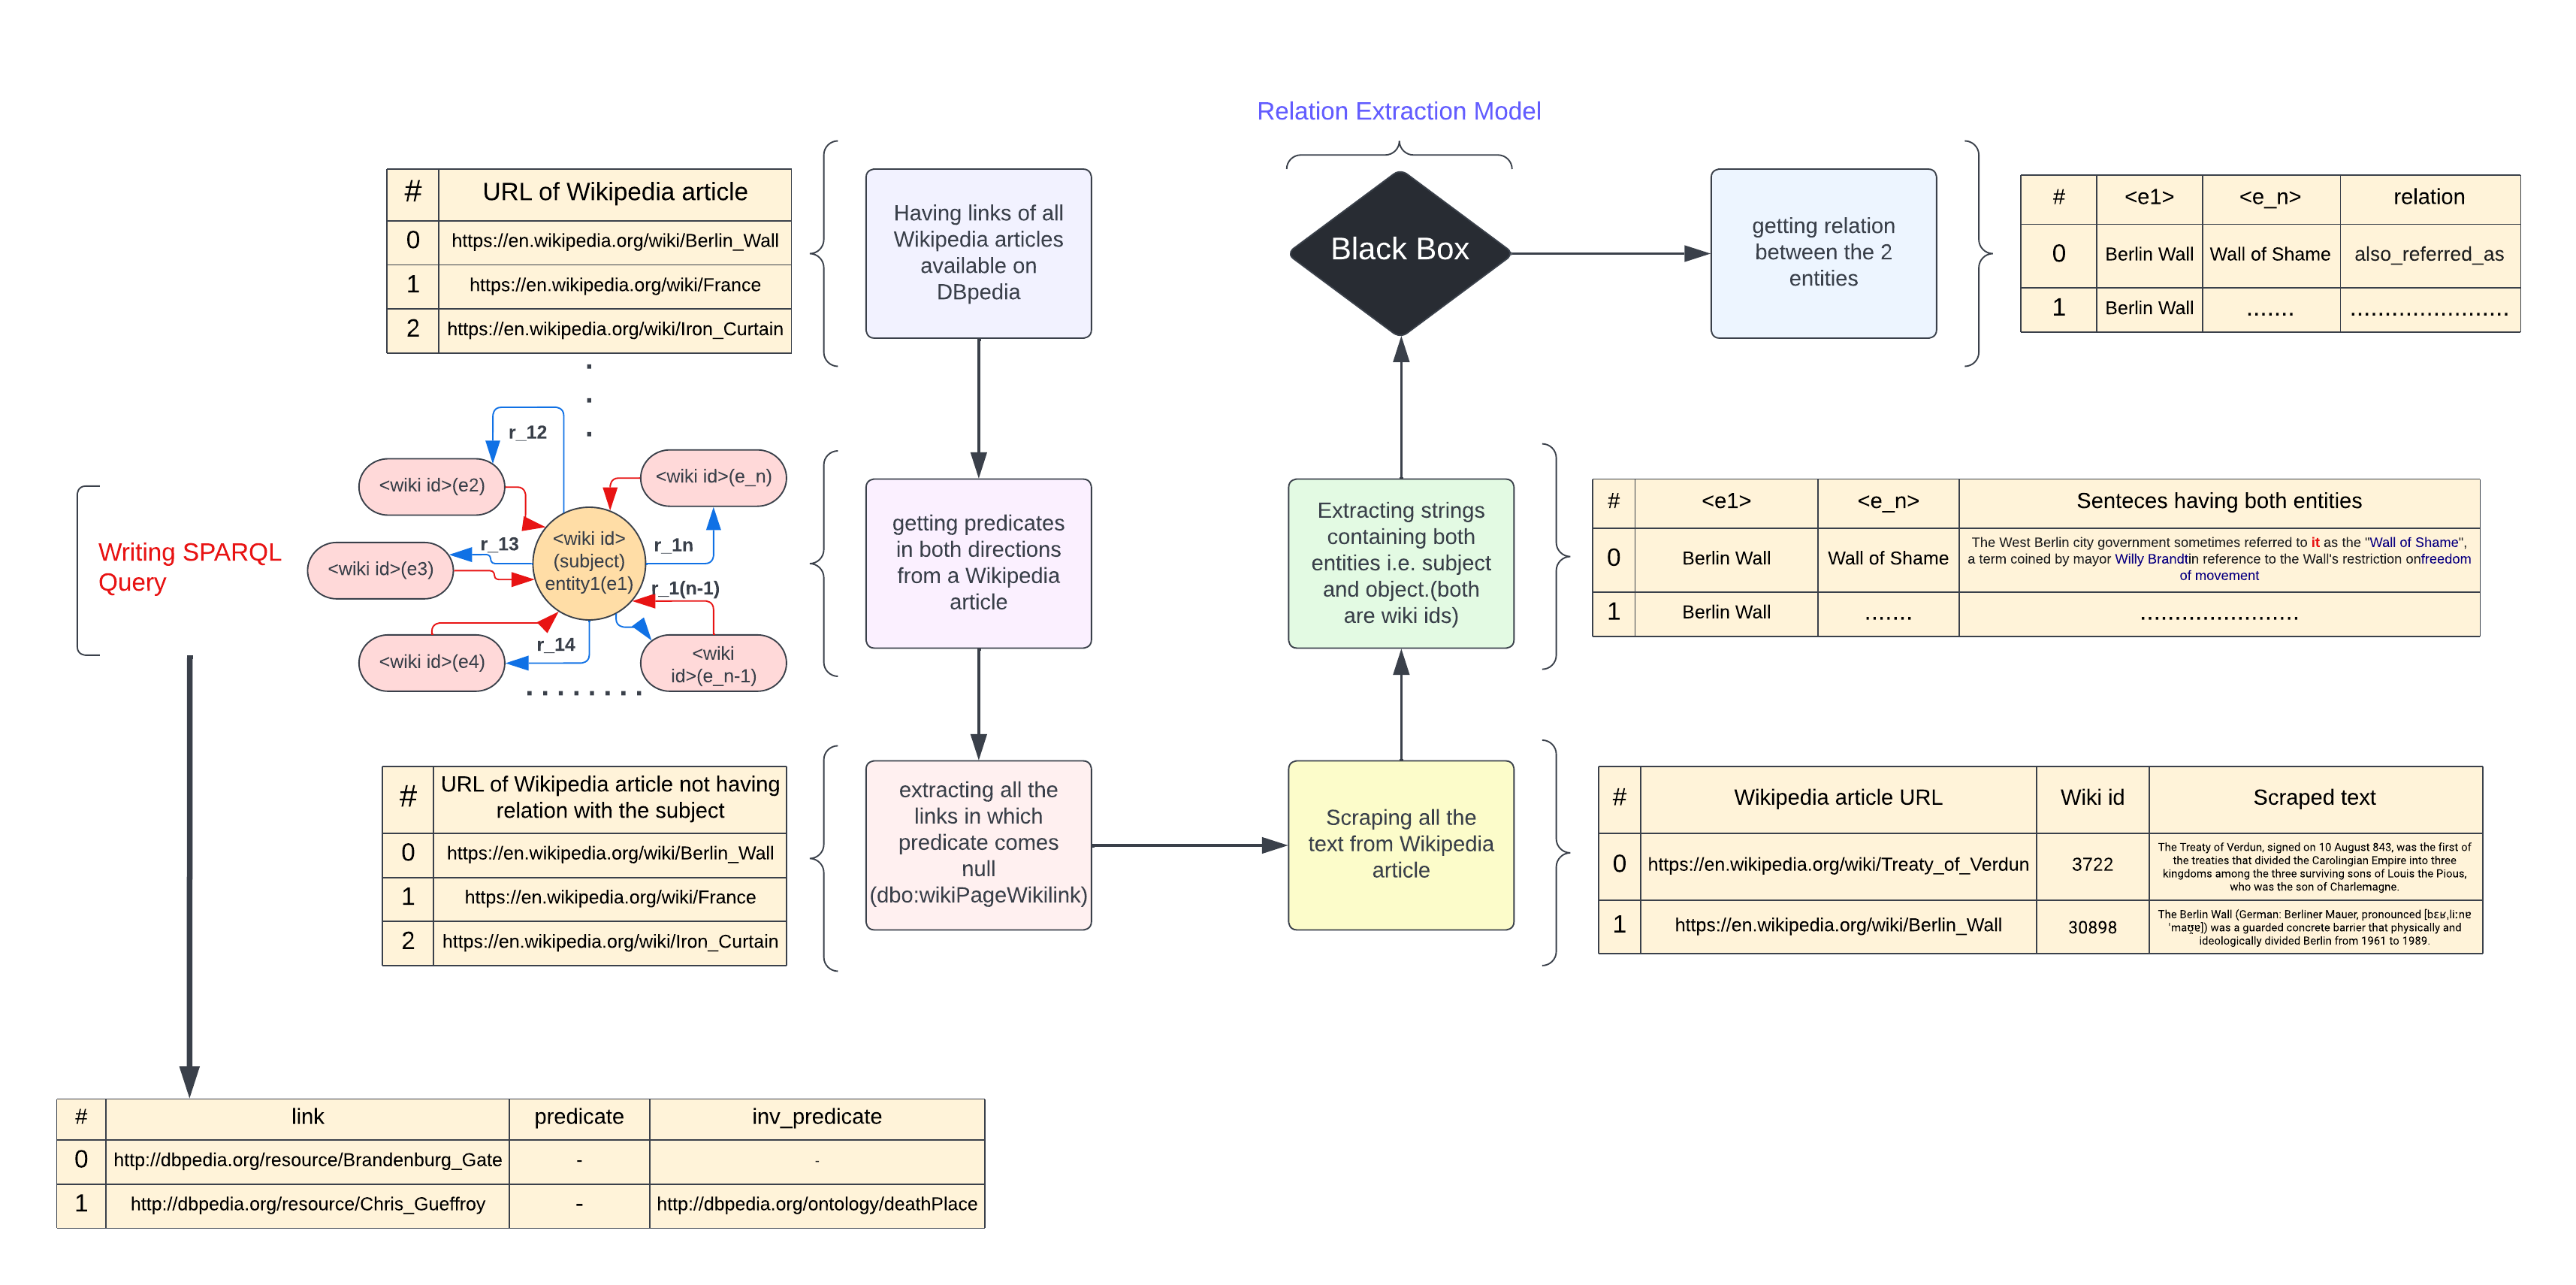 Relation Extraction Model
# URL of Wikipedia article
0 https://en.wikipedia.org/wiki/Berlin_Wall
1 https://en.wikipedia.org/wiki/France
2 https://en.wikipedia.org/wiki/Iron_Curtain
Having links of all
Wikipedia articles
available on
DBpedia
Black Box
getting relation
between the 2
entities
# <e1> <e_n> relation
0 Berlin Wall Wall of Shame also_referred_as
1 Berlin Wall ....... .......................
Writing SPARQL
Query
r_12
<wiki id>(e2)
<wiki id>(e_n)
r_13
<wiki id>(e3)
<wiki id>
(subject)
entity1(e1)
r_1n
r_1(n-1)
r_14
<wiki id>(e4)
<wiki
id>(e_n-1)
getting predicates
in both directions
from a Wikipedia
article
Extracting strings
containing both
entities i.e. subject
and object.(both
are wiki ids)
# <e1> <e_n> Senteces having both entities
0 Berlin Wall Wall of Shame The West Berlin city government sometimes referred to it as the "Wall of Shame",
a term coined by mayor Willy Brandtin reference to the Wall's restriction onfreedom
of movement
1 Berlin Wall ....... .......................
# URL of Wikipedia article not having
relation with the subject
0 https://en.wikipedia.org/wiki/Berlin_Wall
1 https://en.wikipedia.org/wiki/France
2 https://en.wikipedia.org/wiki/Iron_Curtain
extracting all the
links in which
predicate comes
null
(dbo:wikiPageWikilink)
Scraping all the
text from Wikipedia
article
# Wikipedia article URL Wiki id Scraped text
0 https://en.wikipedia.org/wiki/Treaty_of_Verdun 3722 The Treaty of Verdun, signed on 10 August 843, was the first of
the treaties that divided the Carolingian Empire into three
kingdoms among the three surviving sons of Louis the Pious,
who was the son of Charlemagne.
1 https://en.wikipedia.org/wiki/Berlin_Wall 30898 The Berlin Wall (German: Berliner Mauer, pronounced [bɛʁˌliːnɐ
ˈmaʊ̯ɐ]) was a guarded concrete barrier that physically and
ideologically divided Berlin from 1961 to 1989.
# link predicate inv_predicate
0 http://dbpedia.org/resource/Brandenburg_Gate - -
1 http://dbpedia.org/resource/Chris_Gueffroy - http://dbpedia.org/ontology/deathPlace